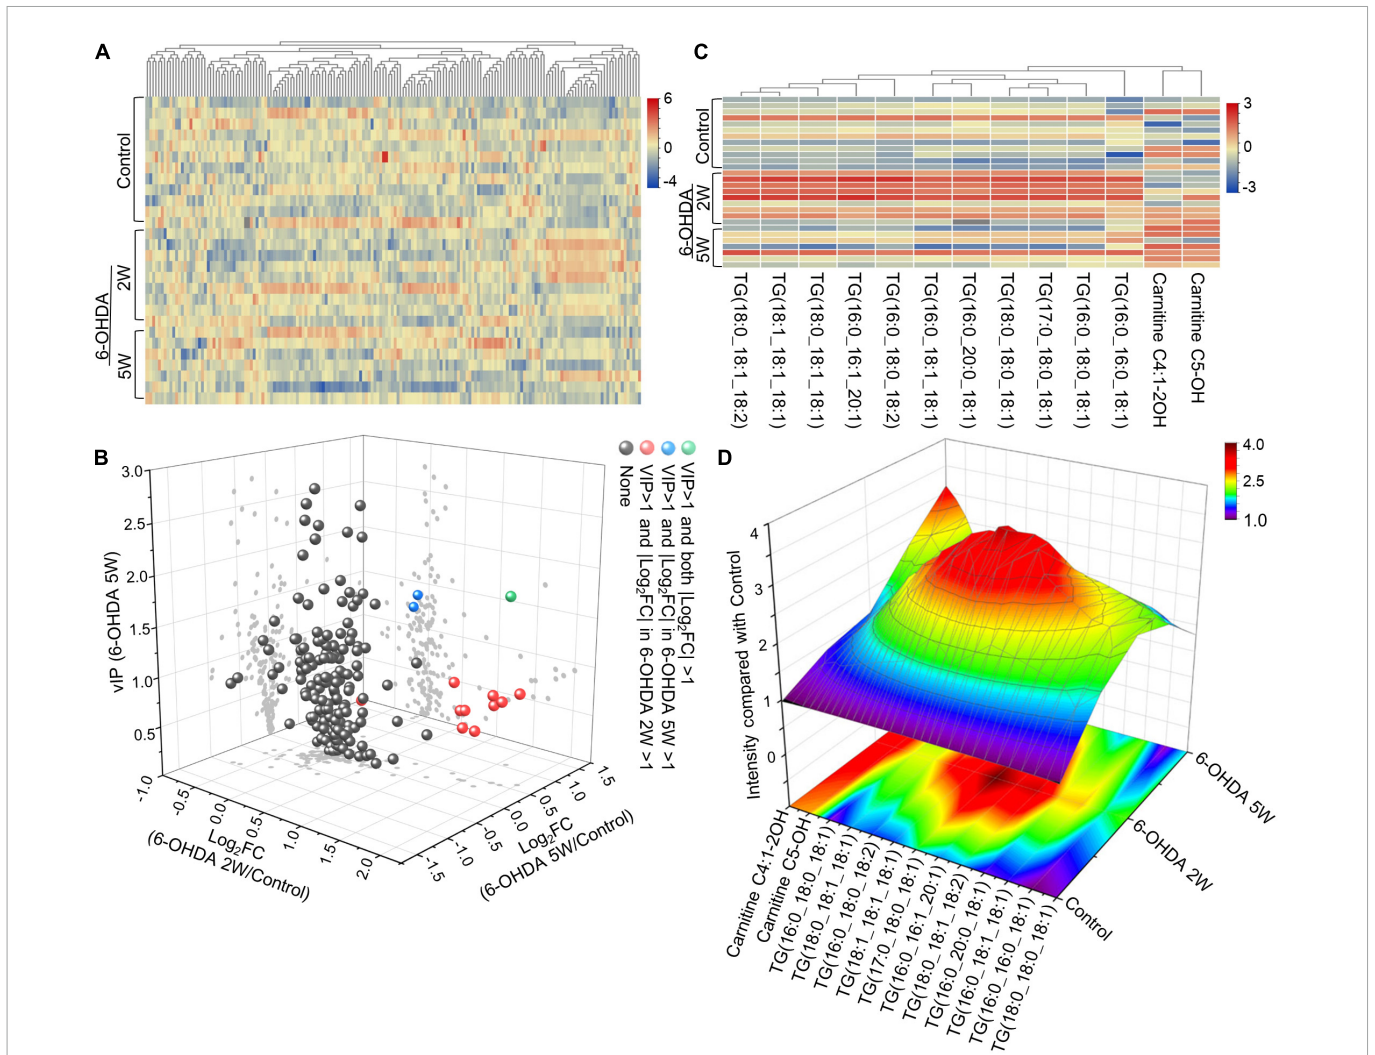 A
6
0
-4
Control
2W
5W
6-OHDA
C
3
0
-3
Control
2W
5W
6-OHDA
TG(18:0_18:1_18:2)
TG(18:1_18:1_18:1)
TG(18:0_18:1_18:1)
TG(16:0_16:1_20:1)
TG(16:0_18:0_18:2)
TG(16:0_18:1_18:1)
TG(16:0_20:0_18:1)
TG(18:0_18:0_18:1)
TG(17:0_18:0_18:1)
TG(16:0_18:0_18:1)
TG(16:0_16:0_18:1)
Carnitine C4:1-2OH
Carnitine C5-OH
B
3.0
2.5
2.0
1.5
1.0
0.5
vIP (6-OHDA 5W)
-1.0
-0.5
0.0
0.5
1.0
1.5
2.0
Log2FC
(6-OHDA 2W/Control)
-1.5
-1.0
-0.5
0.0
0.5
1.0
1.5
Log2FC
(6-OHDA 5W/Control)
VIP>1 and both |Log2FC| >1
VIP>1 and |Log2FC| in 6-OHDA 5W >1
VIP>1 and |Log2FC| in 6-OHDA 2W >1
None
D
4.0
2.5
1.0
4
3
2
1
0
Intensity compared with Control
Carnitine C4:1-2OH
Carnitine C5-OH
TG(16:0_18:0_18:1)
TG(18:0_18:1_18:1)
TG(16:0_18:0_18:2)
TG(18:1_18:1_18:1)
TG(17:0_18:0_18:1)
TG(16:0_16:1_20:1)
TG(18:0_18:1_18:2)
TG(16:0_20:0_18:1)
TG(16:0_18:1_18:1)
TG(16:0_16:0_18:1)
TG(18:0_18:0_18:1)
Control
6-OHDA 2W
6-OHDA 5W